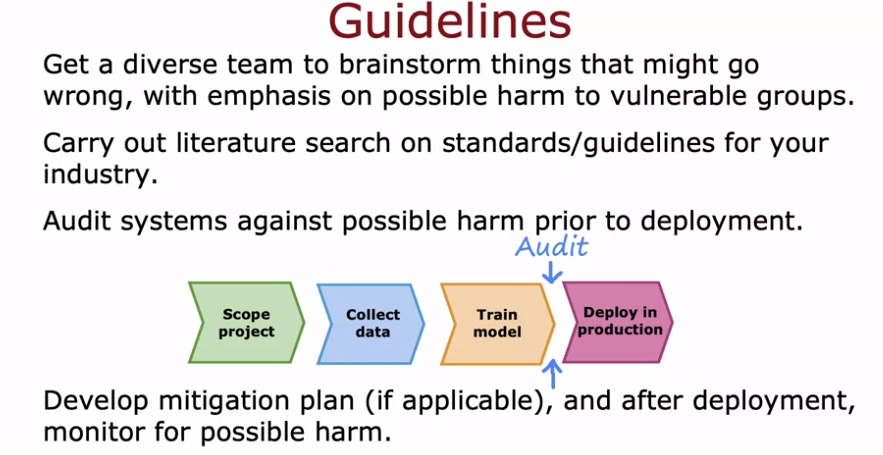 Guidelines
Get a diverse team to brainstorm things that might go
wrong, with emphasis on possible harm to vulnerable groups.
Carry out literature search on standards/guidelines for your
industry.
Audit systems against possible harm prior to deployment.
Audit
Scope
project
Collect
data
Train
model
Deploy in
production
Develop mitigation plan (if applicable), and after deployment,
monitor for possible harm.